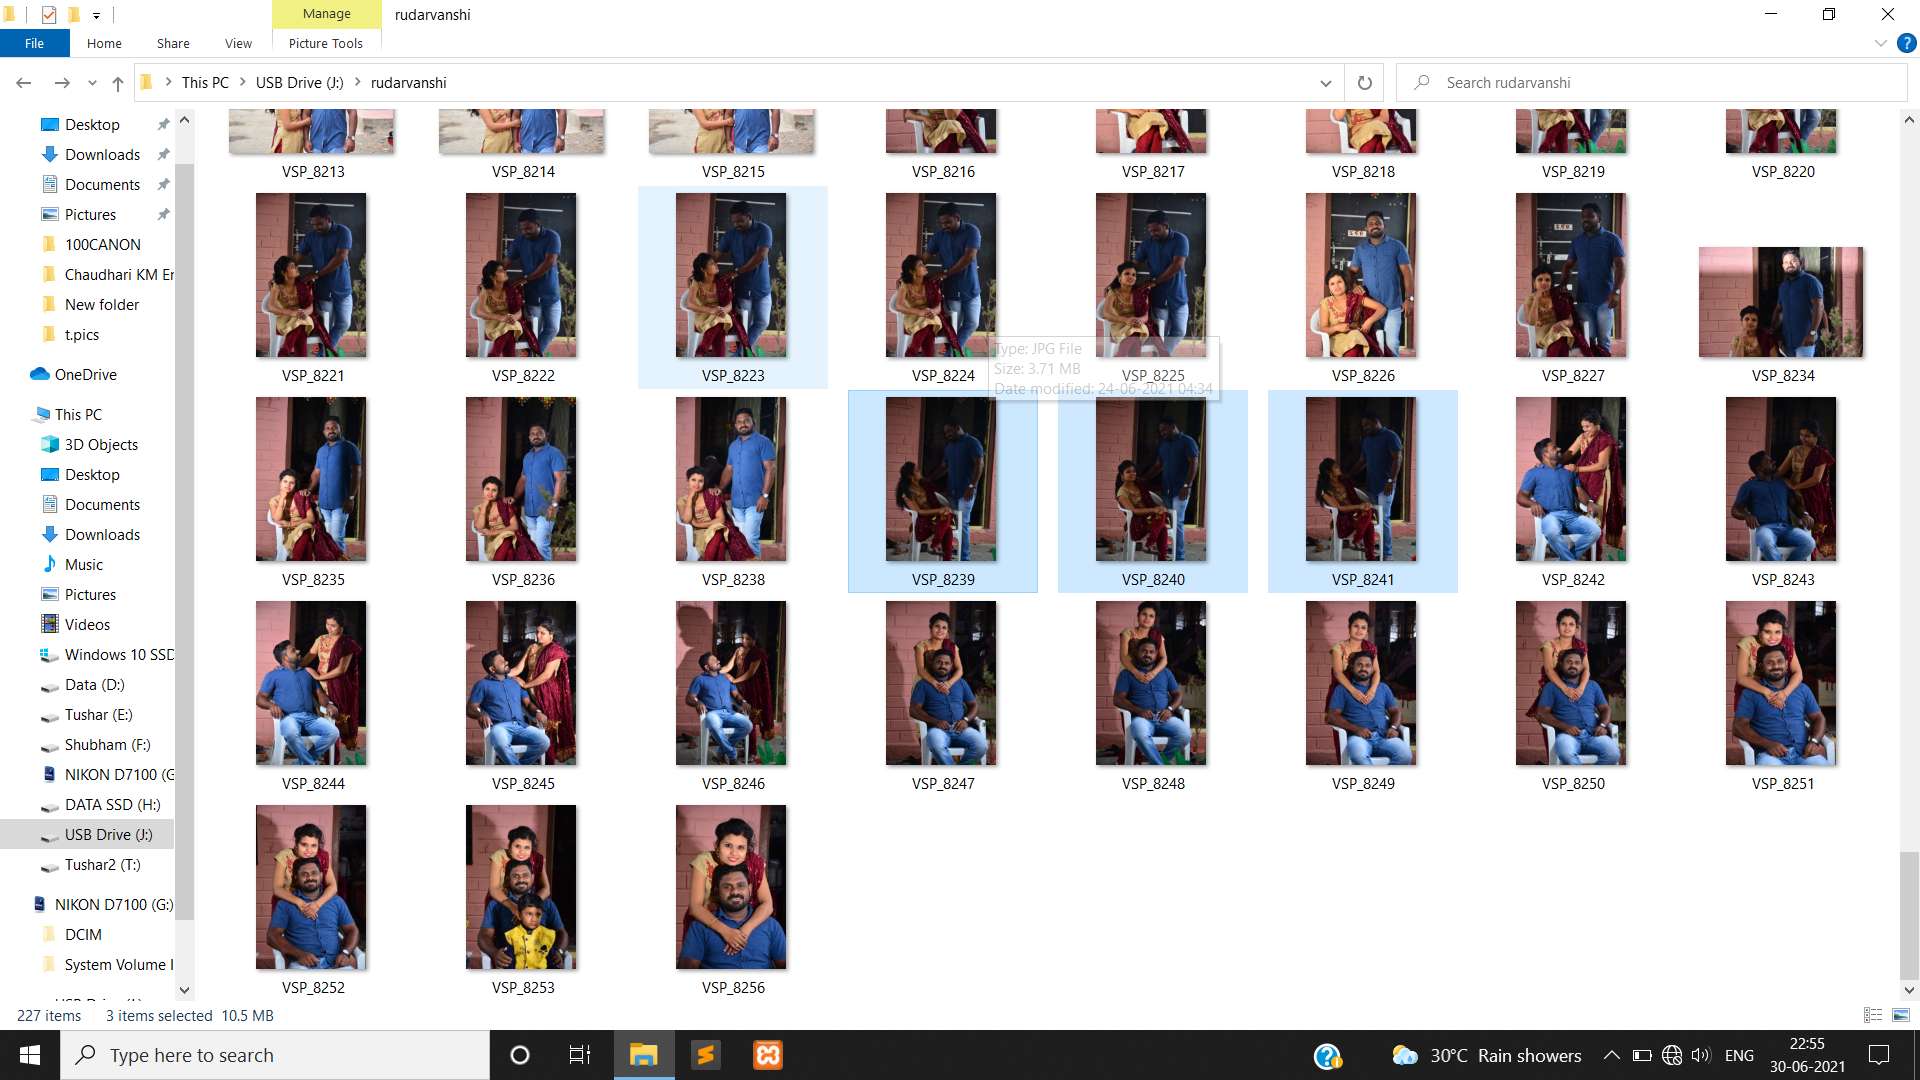 Manage
rudarvanshi
File
Home
Share
View
Picture Tools
This PC
USB Drive (J:)
rudarvanshi
Search rudarvanshi
Desktop
Downloads
Documents
Pictures
100CANON
Chaudhari KM Er
New folder
t.pics
OneDrive
This PC
3D Objects
Desktop
Documents
Downloads
Music
Pictures
Videos
Windows 10 SSD
Data (D:)
Tushar (E:)
Shubham (F:)
NIKON D7100 (G
DATA SSD (H:)
USB Drive (J:)
Tushar2 (T:)
NIKON D7100 (G:)
DCIM
System Volume I
VSP_8213 VSP_8214 VSP_8215 VSP_8216 VSP_8217 VSP_8218 VSP_8219 VSP_8220
VSP_8221 VSP_8222 VSP_8223 VSP_8224 VSP_8225 VSP_8226 VSP_8227 VSP_8234
Type: JPG File
Size: 3.71 MB
Date modified: 24-06-2021 04:34
VSP_8235 VSP_8236 VSP_8238 VSP_8239 VSP_8240 VSP_8241 VSP_8242 VSP_8243
VSP_8244 VSP_8245 VSP_8246 VSP_8247 VSP_8248 VSP_8249 VSP_8250 VSP_8251
VSP_8252 VSP_8253 VSP_8256
227 items 3 items selected 10.5 MB
Type here to search
30°C Rain showers
ENG
22:55
30-06-2021